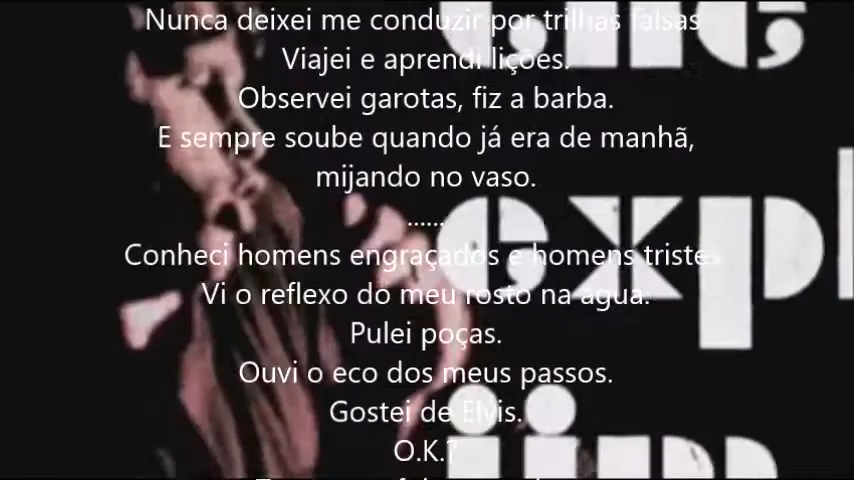 Nunca deixei me conduzir por trilhas falsas
Viajei e aprendi lições.
Observei garotas, fiz a barba.
E sempre soube quando já era de manhã,
mijando no vaso.
......
Conheci homens engraçados e homens tristes
Vi o reflexo do meu rosto na água.
Pulei poças.
Ouvi o eco dos meus passos.
Gostei de Elvis.
O.K.?
exp